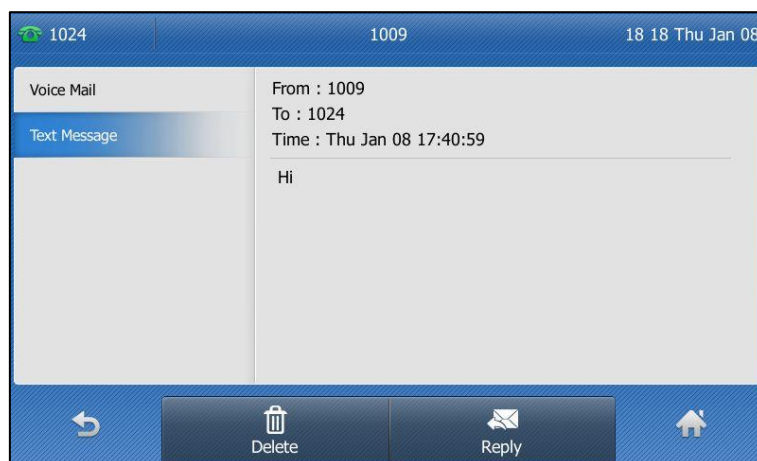 1024 1009 18 18 Thu Jan 08
Voice Mail
Text Message
From : 1009
To : 1024
Time : Thu Jan 08 17:40:59
Hi
Delete Reply